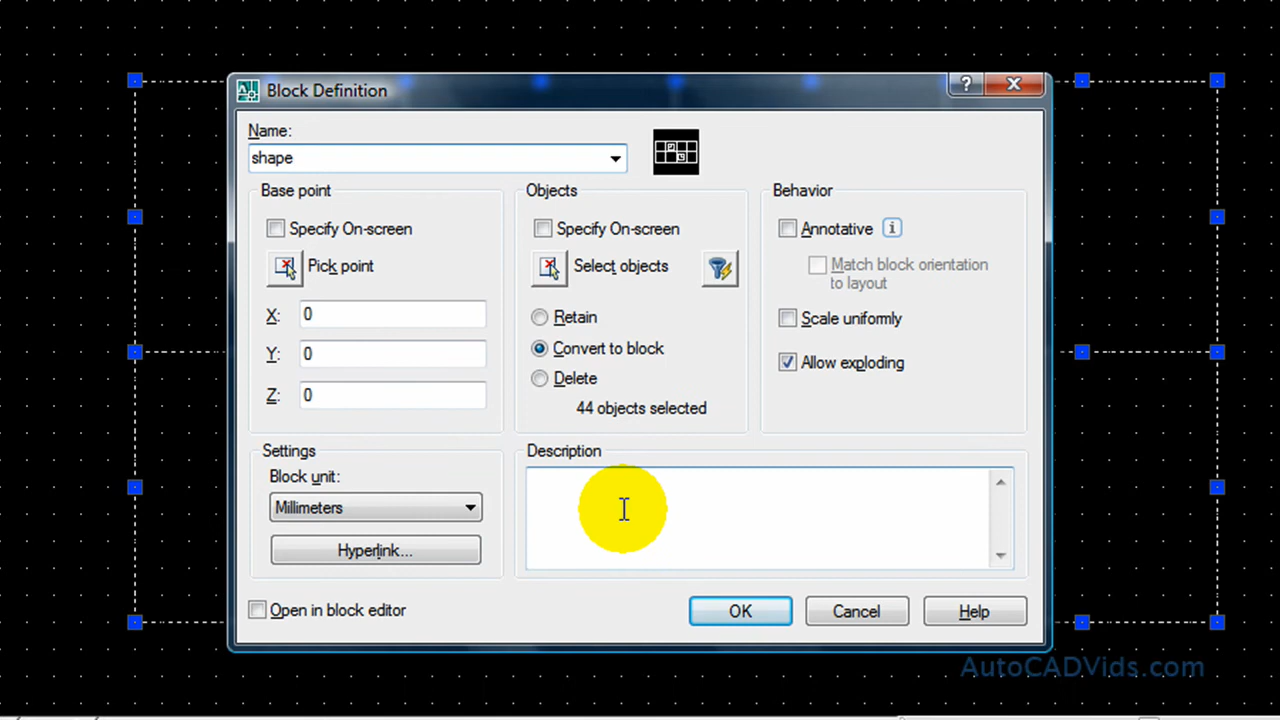 Block Definition
?
X
Name:
shape
Base point
Specify On-screen
Pick point
X: 0
Y: 0
Z: 0
Objects
Specify On-screen
Select objects
Retain
Convert to block
Delete
44 objects selected
Behavior
Annotative i
Match block orientation
to layout
Scale uniformly
Allow exploding
Settings
Block unit:
Millimeters
Hyperlink...
Description
Open in block editor
OK
Cancel
Help
AutoCADVids.com